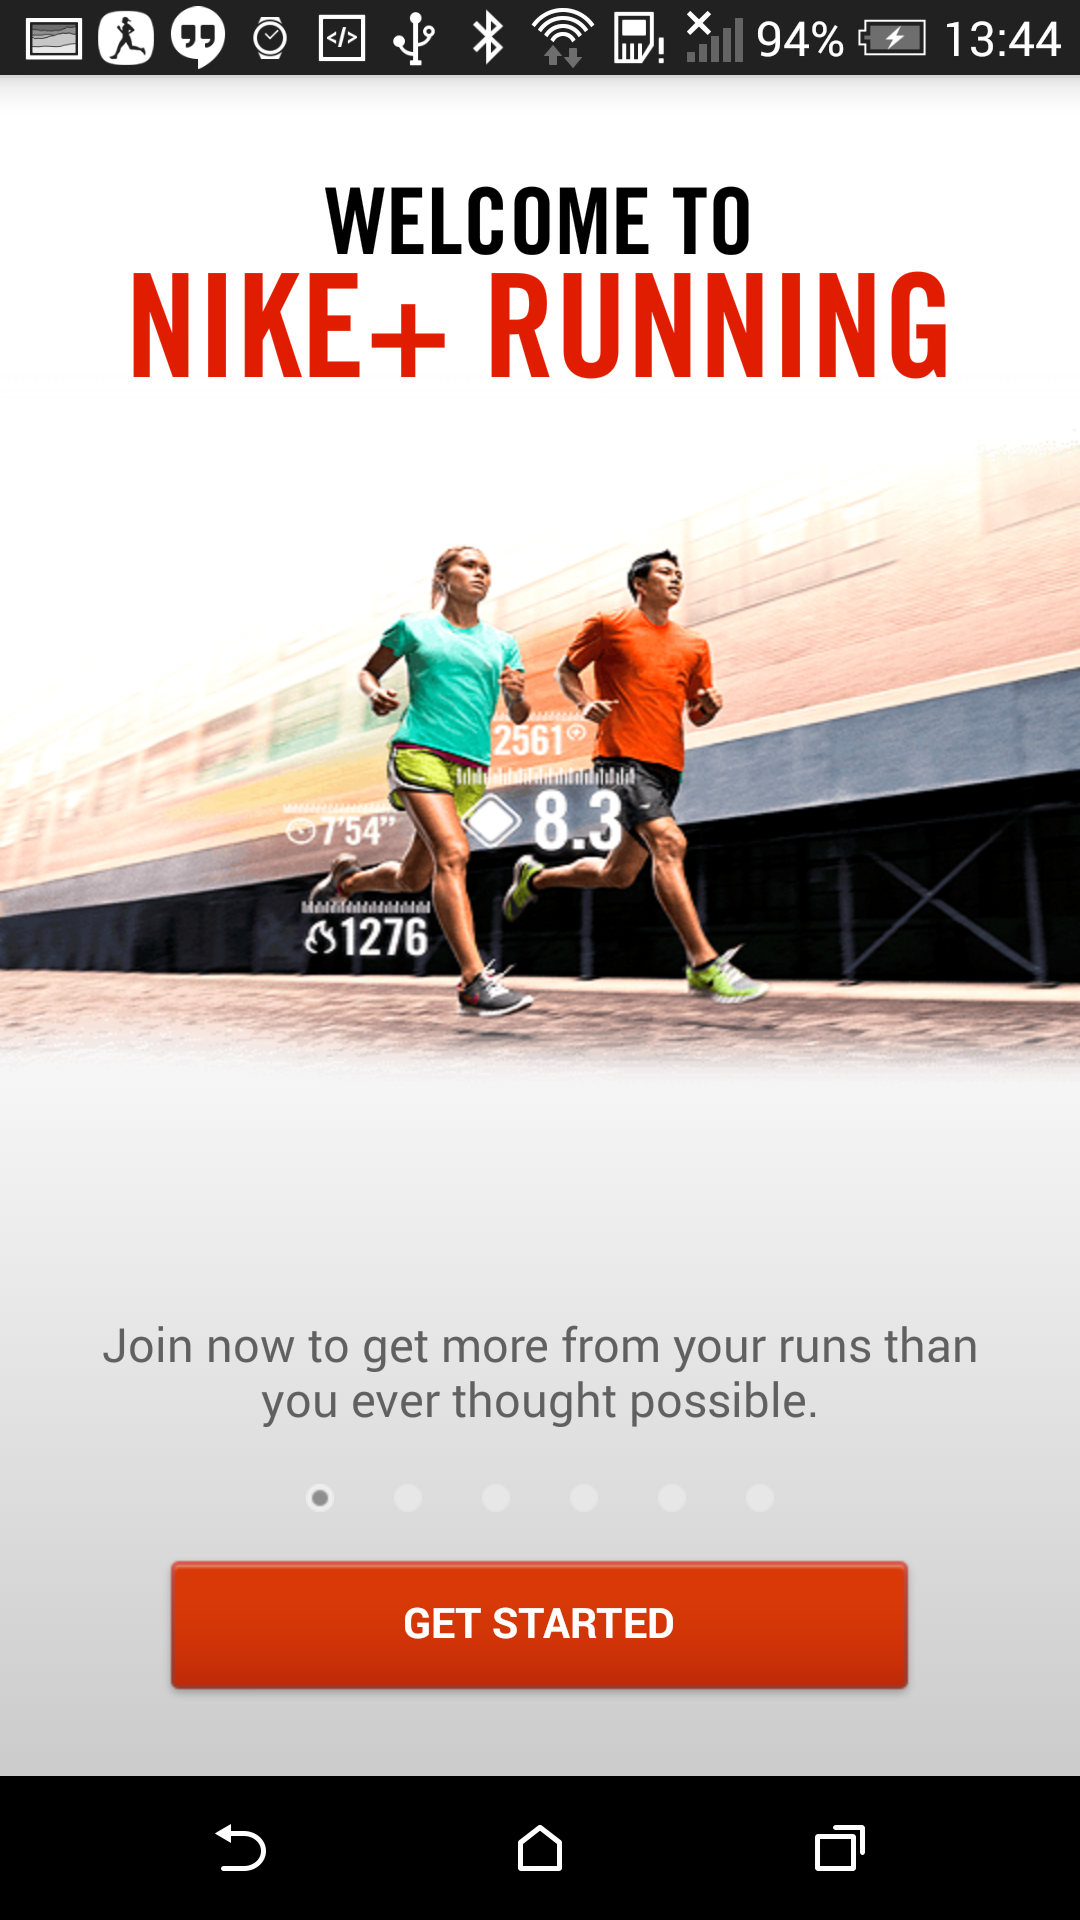 94% 13:44
WELCOME TO
NIKE+ RUNNING
2561
8.3
7'54"
1276
Join now to get more from your runs than
you ever thought possible.
GET STARTED